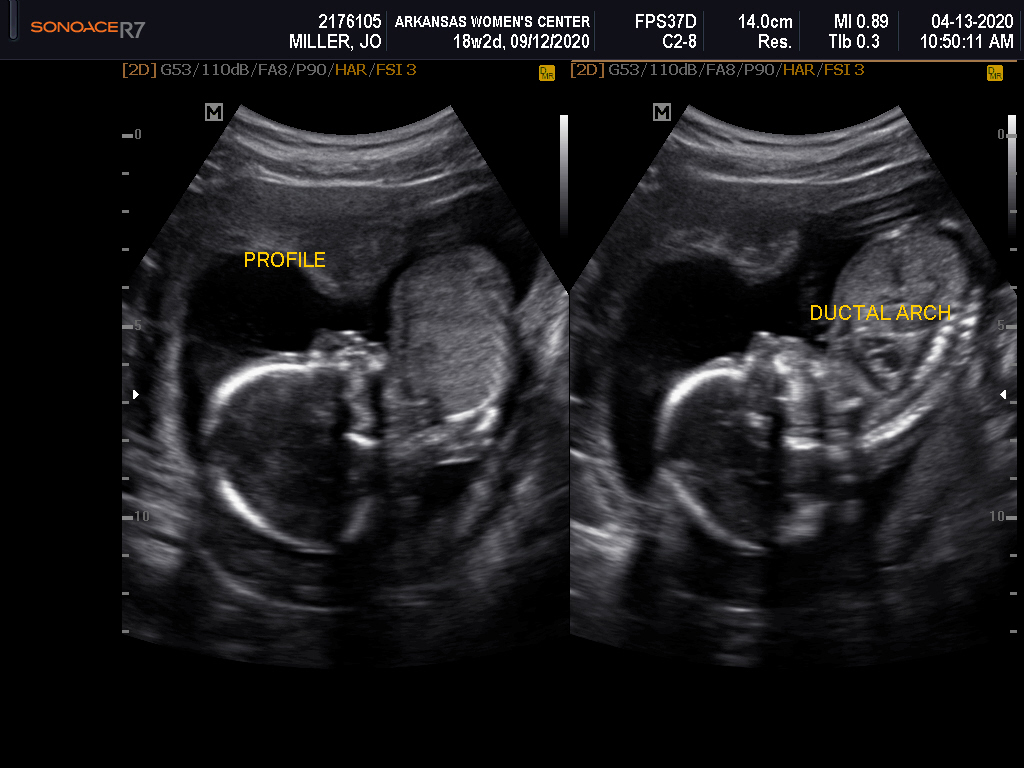 SONOACE R7
2176105
MILLER, JO
ARKANSAS WOMEN'S CENTER
18w2d, 09/12/2020
FPS37D
C2-8
14.0cm
Res.
MI 0.89
TIb 0.3
04-13-2020
10:50:11 AM
[2D] G53/110dB/FA8/P90/HAR/FSI 3
[2D] G53/110dB/FA8/P90/HAR/FSI 3
M
M
0
0
PROFILE
DUCTAL ARCH
5
5
10
10